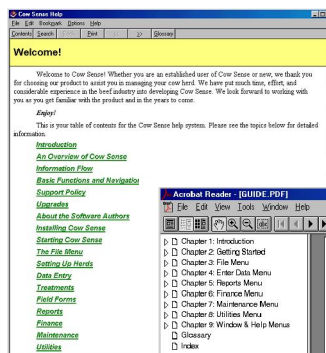 Cow Sense Help
File Edit Bookmark Options Help
Contents Search Print << >> Glossary
Welcome!
Welcome to Cow Sense! Whether you are an established user of Cow Sense or new, we thank you
for choosing our product to assist you in managing your cow herd. We have put much time, effort, and
considerable experience in the beef industry into developing Cow Sense. We look forward to working with
you as you get familiar with the product and in the years to come.
Enjoy!
This is your table of contents for the Cow Sense help system. Please see the topics below for detailed
information.
Introduction
An Overview of Cow Sense
Information Flow
Basic Functions and Navigation
Support Policy
Upgrades
About the Software Authors
Installing Cow Sense
Starting Cow Sense
The File Menu
Setting Up Herds
Data Entry
Treatments
Field Forms
Reports
Finance
Maintenance
Utilities
Acrobat Reader - [GUIDE.PDF]
File Edit View Tools Window Help
abc
Chapter 1: Introduction
Chapter 2: Getting Started
Chapter 3: File Menu
Chapter 4: Enter Data Menu
Chapter 5: Reports Menu
Chapter 6: Finance Menu
Chapter 7: Maintenance Menu
Chapter 8: Utilities Menu
Chapter 9: Window & Help Menus
Glossary
Index